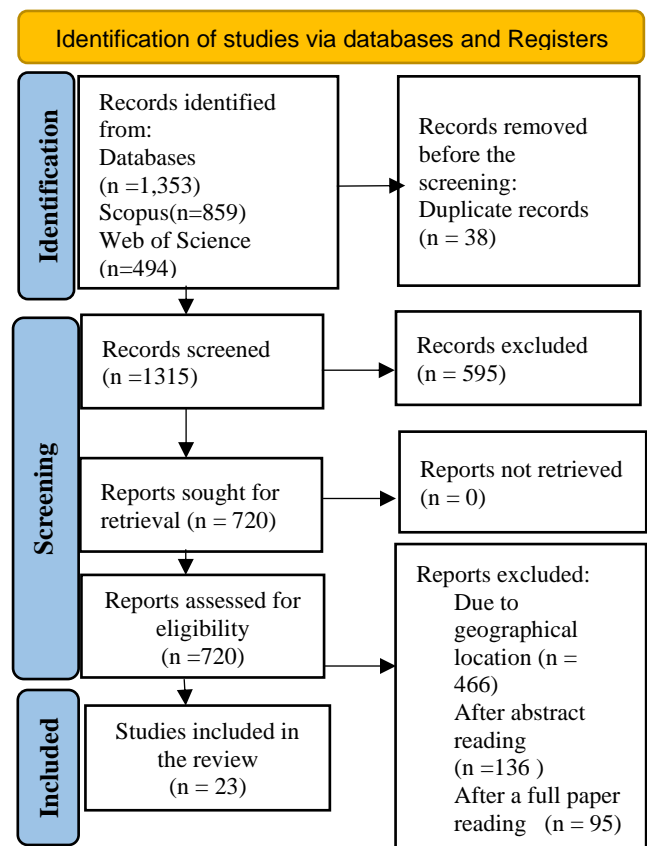 Identification of studies via databases and Registers
Identification
Records identified
from:
Databases
(n =1,353)
Scopus(n=859)
Web of Science
(n=494)
Records removed
before the
screening:
Duplicate records
(n = 38)
Screening
Records screened
(n =1315)
Records excluded
(n = 595)
Reports sought for
retrieval (n = 720)
Reports not retrieved
(n = 0)
Reports assessed for
eligibility
(n =720)
Reports excluded:
Due to
geographical
location (n =
466)
After abstract
reading
(n =136 )
After a full paper
reading (n = 95)
Included
Studies included in
the review
(n = 23)